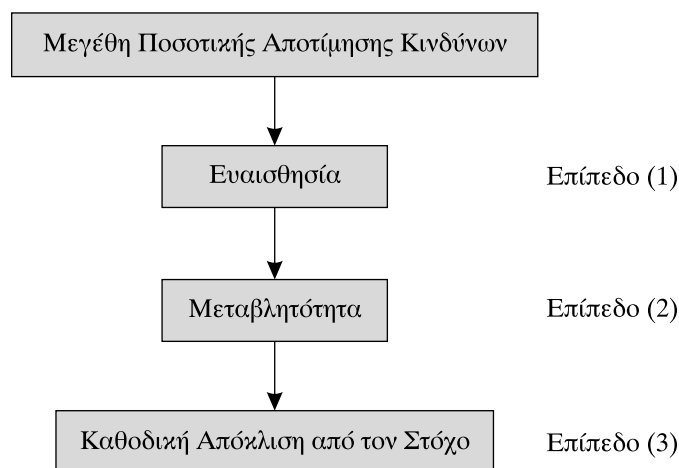 Μεγέθη Ποσοτικής Αποτίμησης Κινδύνων
Ευαισθησία Επίπεδο (1)
Μεταβλητότητα Επίπεδο (2)
Καθοδική Απόκλιση από τον Στόχο Επίπεδο (3)